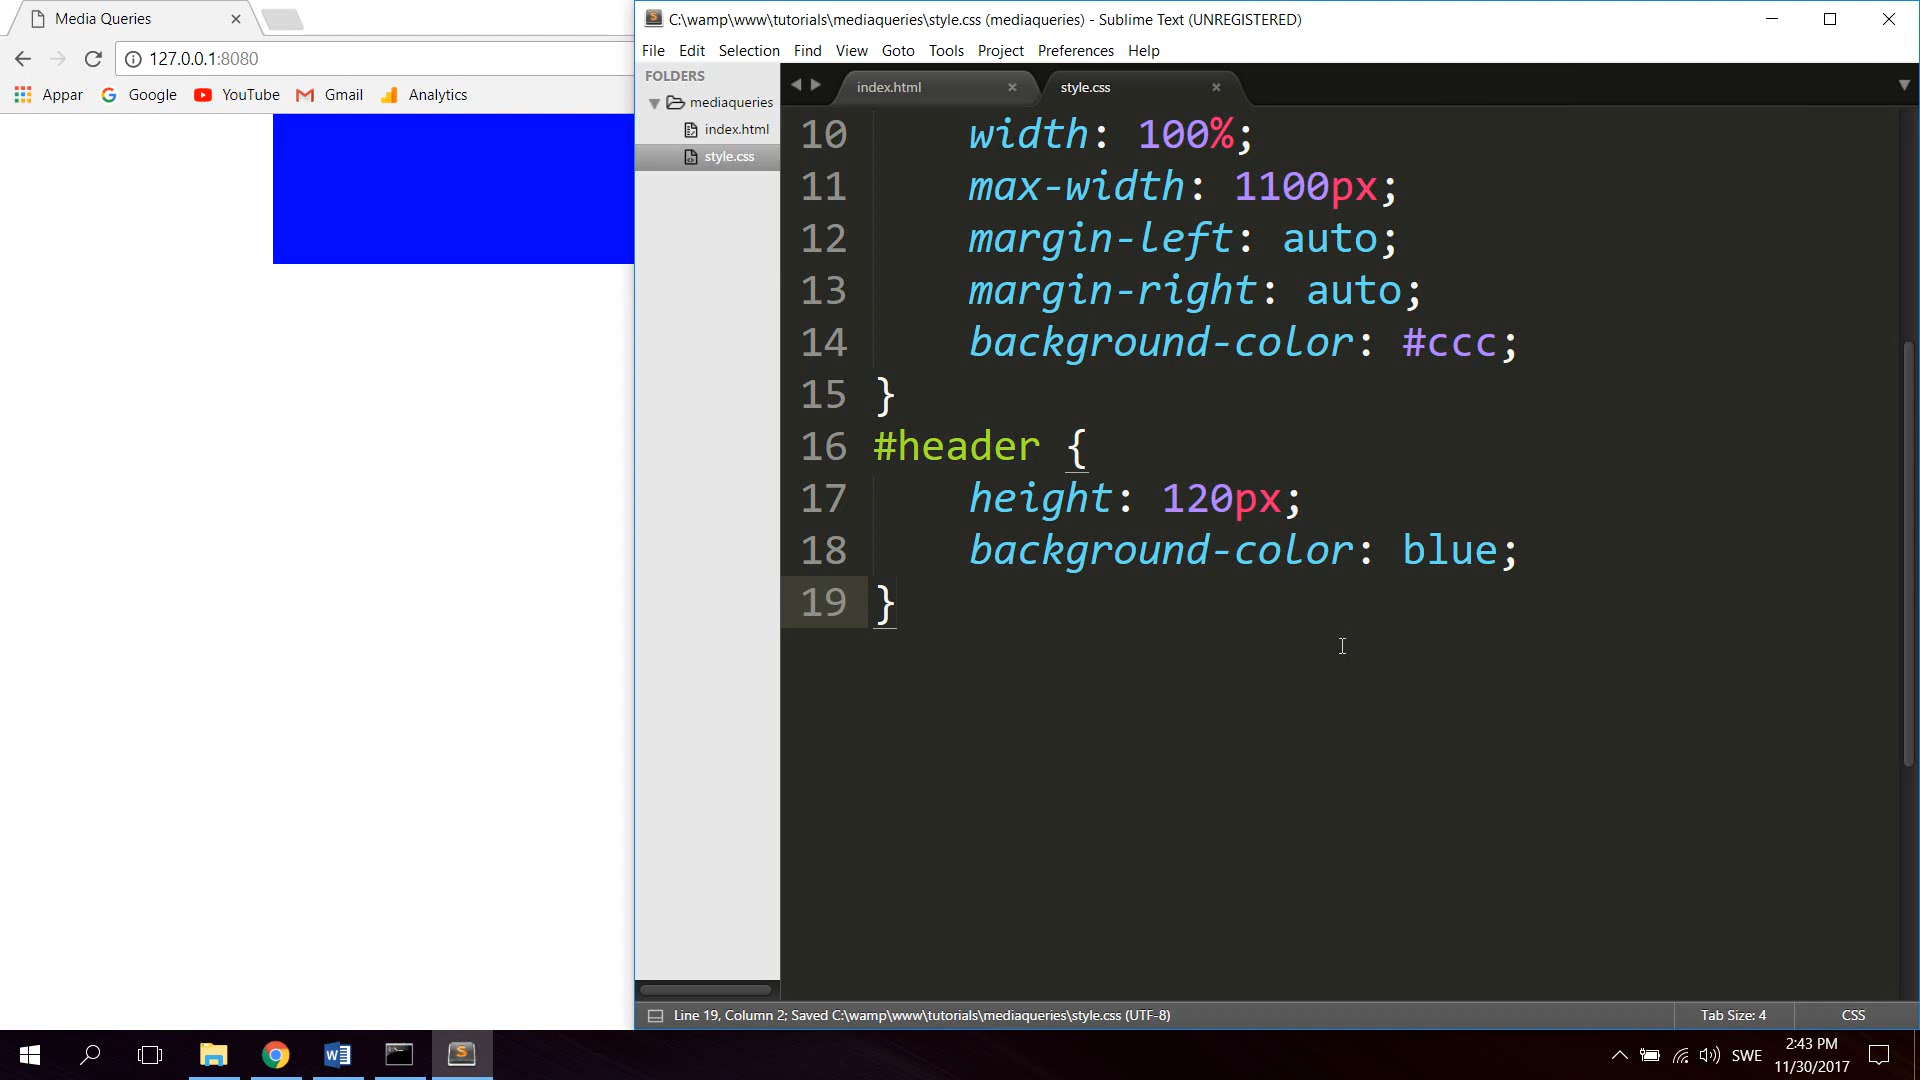 Media Queries
127.0.0.1:8080
Appar Google YouTube Gmail Analytics
C:\wamp\www\tutorials\mediaqueries\style.css (mediaqueries) - Sublime Text (UNREGISTERED)
File Edit Selection Find View Goto Tools Project Preferences Help
FOLDERS
mediaqueries
index.html
style.css
index.html style.css
10 width: 100%;
11 max-width: 1100px;
12 margin-left: auto;
13 margin-right: auto;
14 background-color: #ccc;
15 }
16 #header {
17 height: 120px;
18 background-color: blue;
19 }
Line 19, Column 2; Saved C:\wamp\www\tutorials\mediaqueries\style.css (UTF-8) Tab Size: 4 CSS
SWE
2:43 PM
11/30/2017